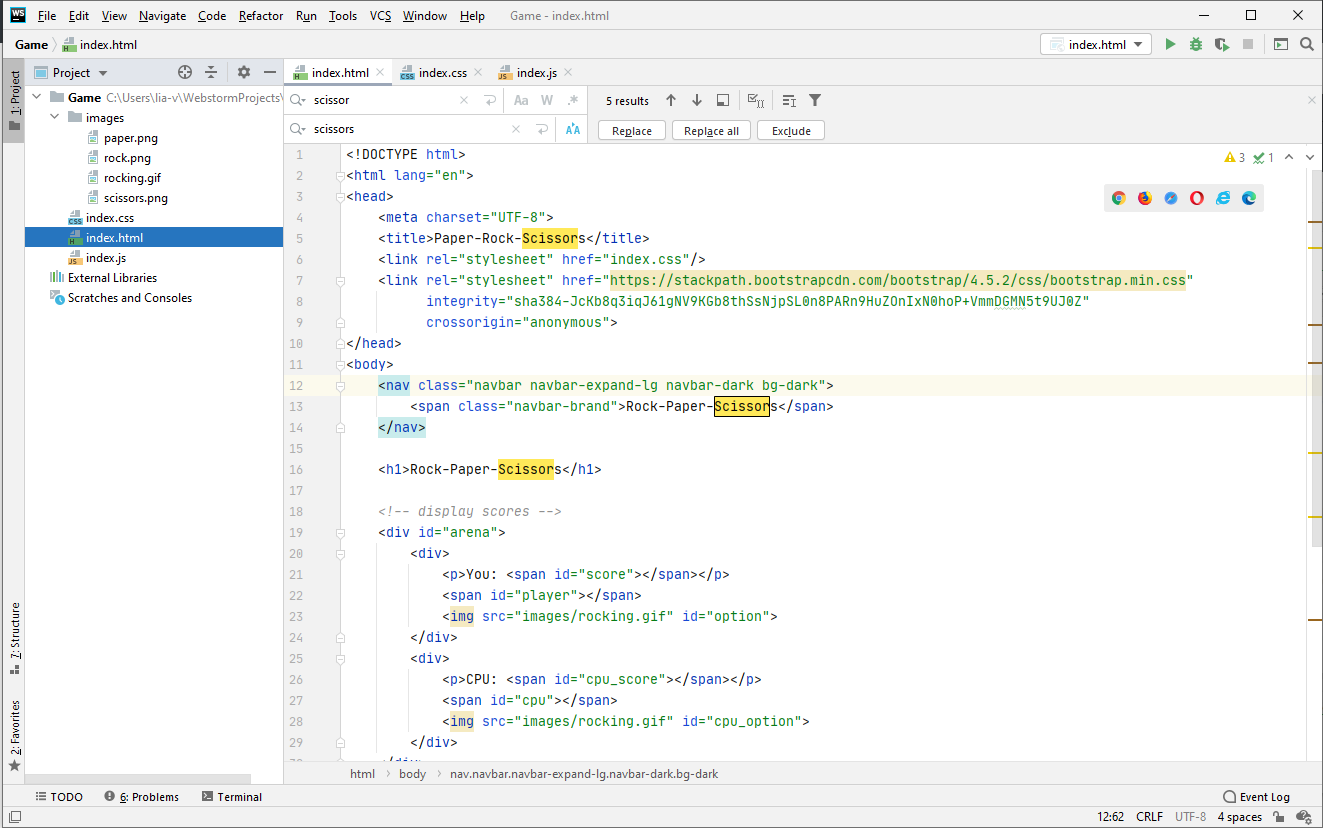 WS File Edit View Navigate Code Refactor Run Tools VCS Window Help Game - index.html
Game index.html index.html
Project index.html index.css index.js
1: Project
Game C:\Users\lia-v\WebstormProjects\
images
paper.png
rock.png
rocking.gif
scissors.png
index.css
index.html
index.js
External Libraries
Scratches and Consoles
7: Structure
2: Favorites
scissor Aa W .* 5 results
scissors Replace Replace all Exclude
3 1
1 <!DOCTYPE html>
2 <html lang="en">
3 <head>
4 <meta charset="UTF-8">
5 <title>Paper-Rock-Scissors</title>
6 <link rel="stylesheet" href="index.css"/>
7 <link rel="stylesheet" href="https://stackpath.bootstrapcdn.com/bootstrap/4.5.2/css/bootstrap.min.css"
8 integrity="sha384-JcKb8q3iqJ61gNV9KGb8thSsNjpSL0n8PARn9HuZOnIxN0hoP+VmmDGMN5t9UJ0Z"
9 crossorigin="anonymous">
10 </head>
11 <body>
12 <nav class="navbar navbar-expand-lg navbar-dark bg-dark">
13 <span class="navbar-brand">Rock-Paper-Scissors</span>
14 </nav>
15
16 <h1>Rock-Paper-Scissors</h1>
17
18 <!-- display scores -->
19 <div id="arena">
20 <div>
21 <p>You: <span id="score"></span></p>
22 <span id="player"></span>
23 <img src="images/rocking.gif" id="option">
24 </div>
25 <div>
26 <p>CPU: <span id="cpu_score"></span></p>
27 <span id="cpu"></span>
28 <img src="images/rocking.gif" id="cpu_option">
29 </div>
30 </div>
html body nav.navbar.navbar-expand-lg.navbar-dark.bg-dark
TODO 6: Problems Terminal Event Log
12:62 CRLF UTF-8 4 spaces